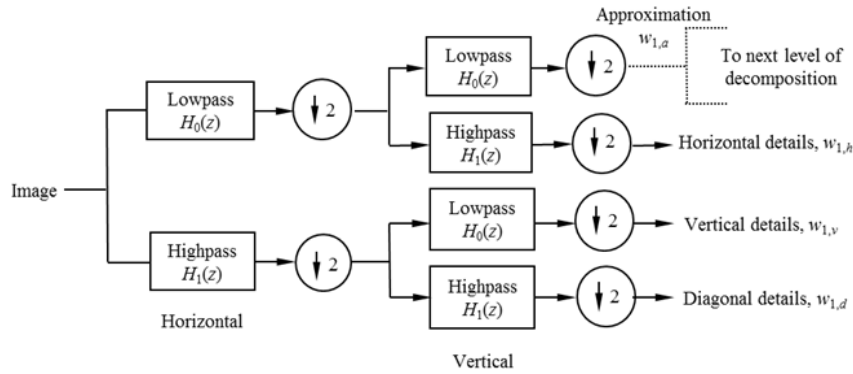 Approximation
w1,a
Lowpass
H0(z)
↓ 2
To next level of
decomposition
Lowpass
H0(z)
↓ 2
Highpass
H1(z)
↓ 2
Horizontal details, w1,h
Image
Lowpass
H0(z)
↓ 2
Vertical details, w1,v
Highpass
H1(z)
↓ 2
Highpass
H1(z)
↓ 2
Diagonal details, w1,d
Horizontal
Vertical